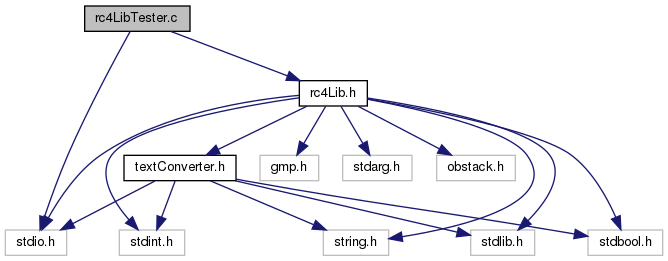 rc4LibTester.c
rc4Lib.h
textConverter.h
gmp.h
stdarg.h
obstack.h
stdio.h
stdint.h
string.h
stdlib.h
stdbool.h